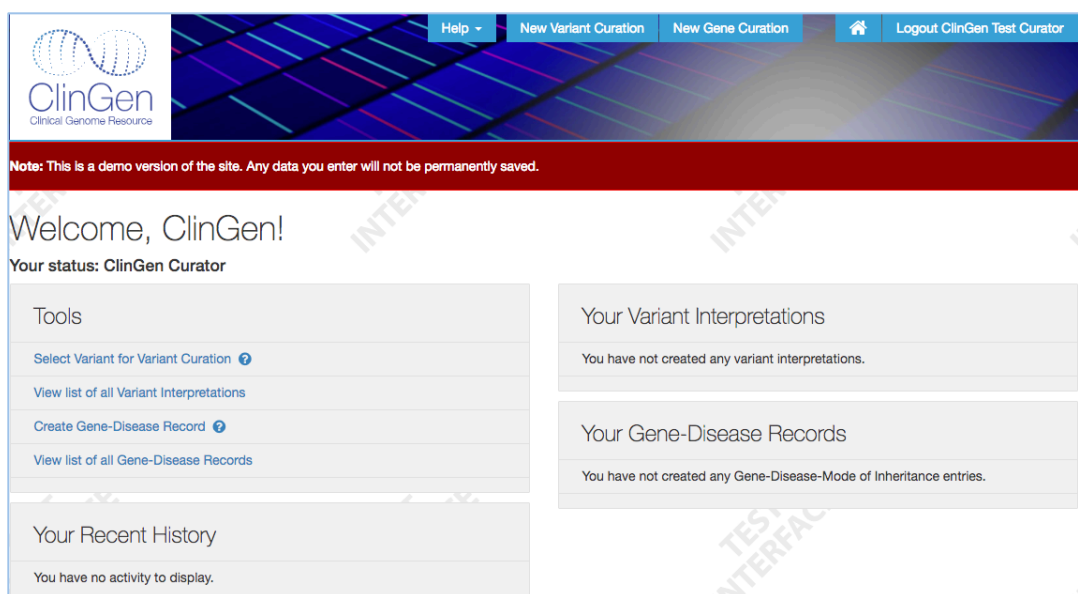 Help
New Variant Curation
New Gene Curation
Logout ClinGen Test Curator
ClinGen
Clinical Genome Resource
Note: This is a demo version of the site. Any data you enter will not be permanently saved.
Welcome, ClinGen!
Your status: ClinGen Curator
Tools
Select Variant for Variant Curation ?
View list of all Variant Interpretations
Create Gene-Disease Record ?
View list of all Gene-Disease Records
Your Recent History
You have no activity to display.
Your Variant Interpretations
You have not created any variant interpretations.
Your Gene-Disease Records
You have not created any Gene-Disease-Mode of Inheritance entries.
TEST
INTERFACE